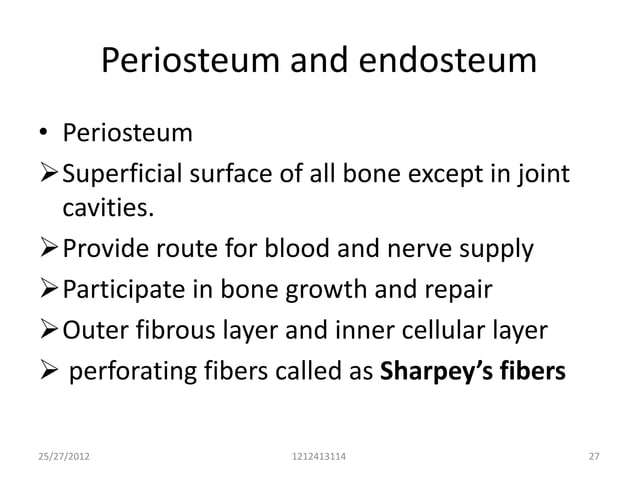 Periosteum and endosteum
• Periosteum
➢Superficial surface of all bone except in joint
cavities.
➢Provide route for blood and nerve supply
➢Participate in bone growth and repair
➢Outer fibrous layer and inner cellular layer
➢ perforating fibers called as Sharpey’s fibers
25/27/2012 1212413114 27